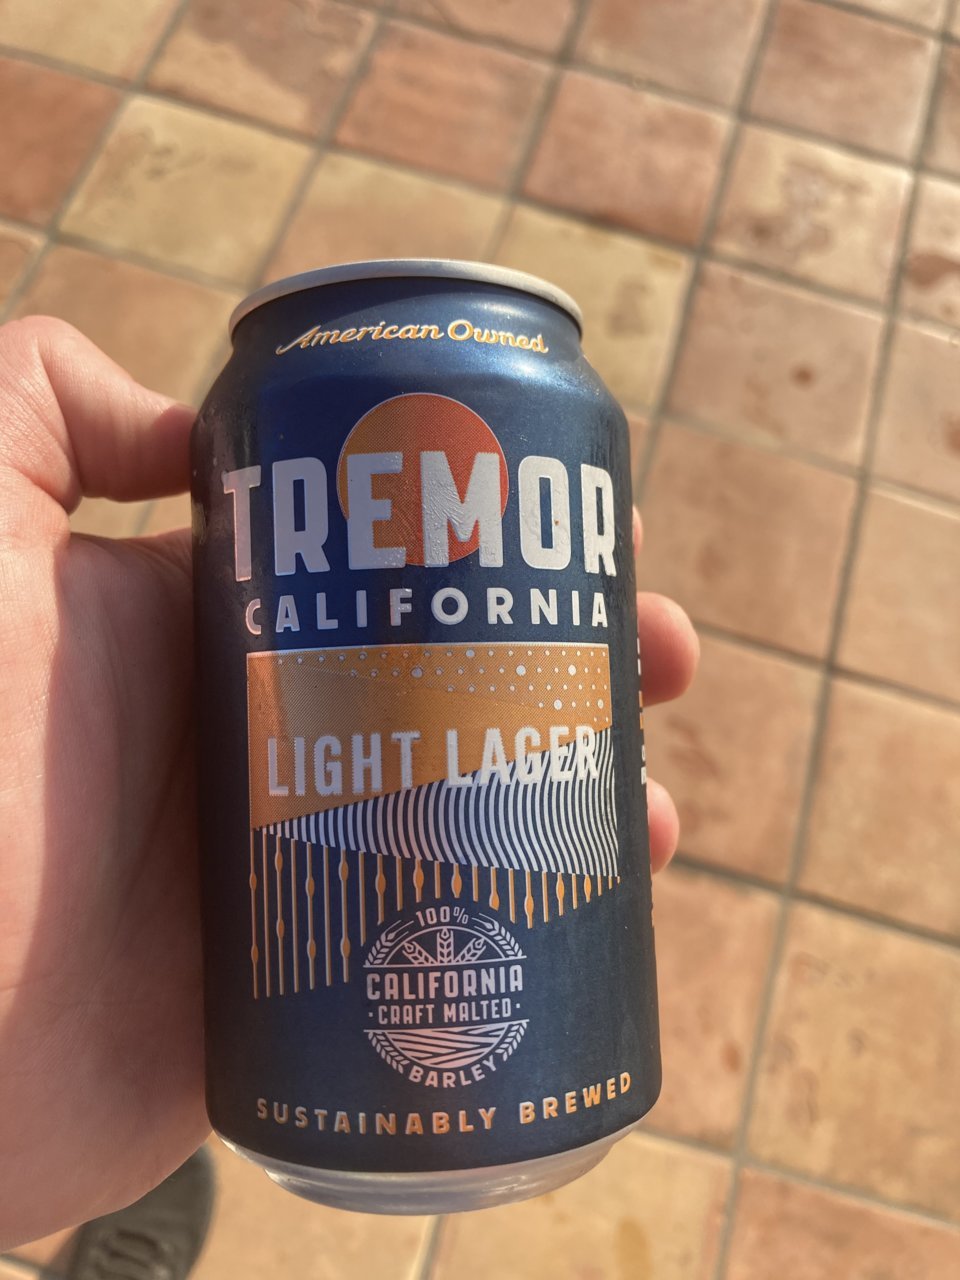 American Owned
TREMOR
CALIFORNIA
LIGHT LAGER
100%
CALIFORNIA
·CRAFT MALTED·
BARLEY
SUSTAINABLY BREWED